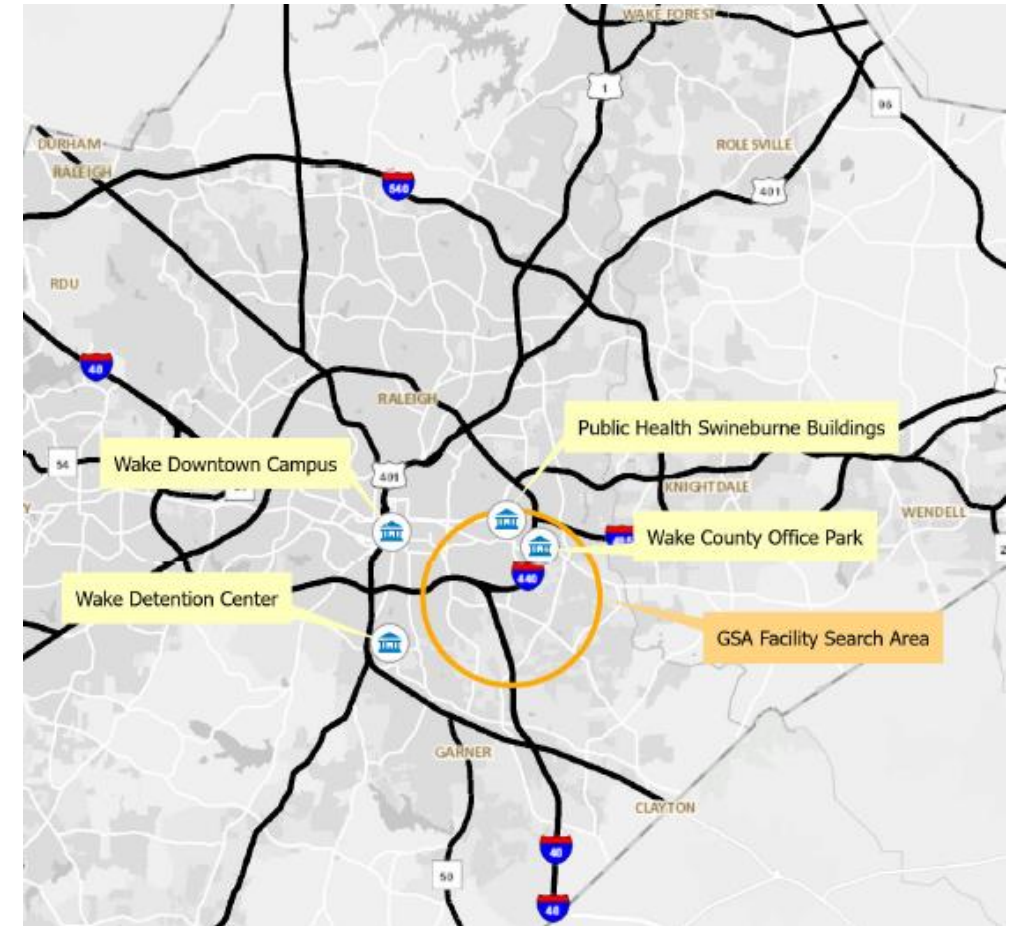 WAKE FOREST
1
96
DURHAM
RALEIGH
ROLESVILLE
540
401
RDU
40
RALEIGH
Public Health Swineburne Buildings
54
Wake Downtown Campus
401
KNIGHTDALE
WENDELL
Wake County Office Park
440
Wake Detention Center
GSA Facility Search Area
GARNER
CLAYTON
40
50
40